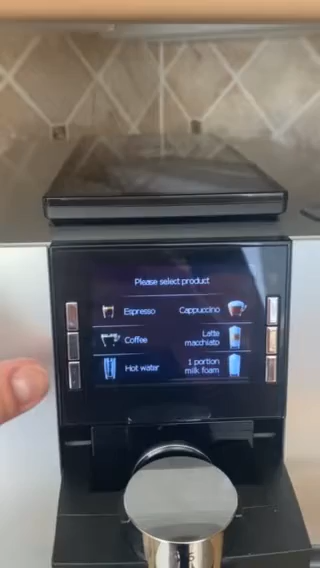 Please select product
Espresso
Cappuccino
Coffee
Latte
macchiato
Hot water
1 portion
milk foam